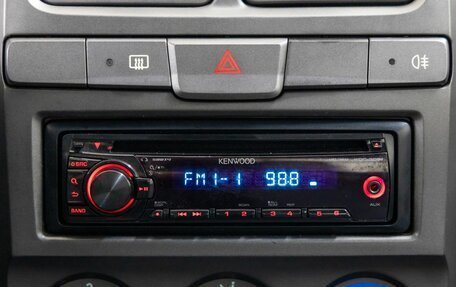 KENWOOD
SRC
FM1-1 988
BAND
1 2 3 4 5 6
AUX